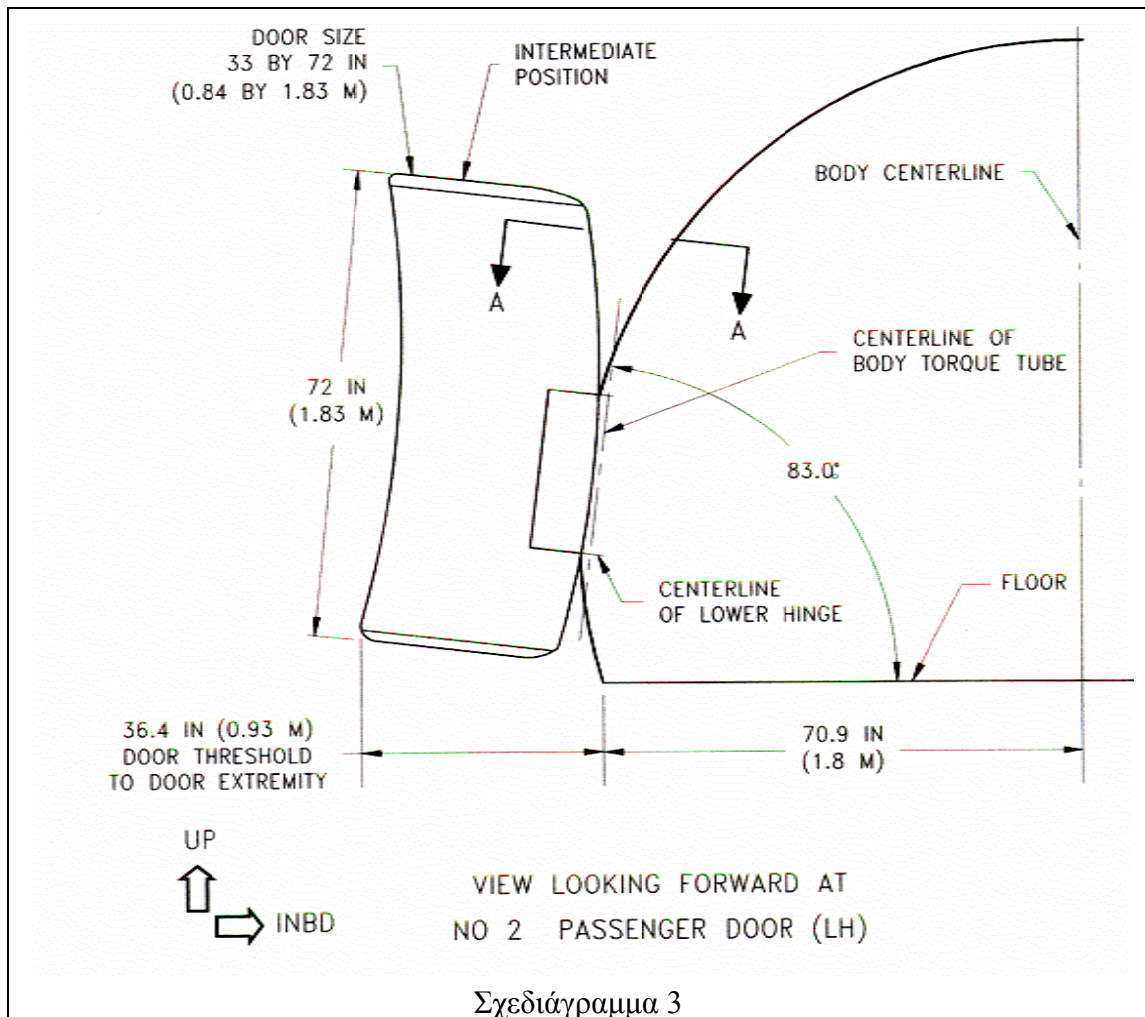 DOOR SIZE
33 BY 72 IN
(0.84 BY 1.83 M)
INTERMEDIATE
POSITION
BODY CENTERLINE
A
A
CENTERLINE OF
BODY TORQUE TUBE
72 IN
(1.83 M)
83.0°
CENTERLINE
OF LOWER HINGE
FLOOR
36.4 IN (0.93 M)
DOOR THRESHOLD
TO DOOR EXTREMITY
70.9 IN
(1.8 M)
UP
INBD
VIEW LOOKING FORWARD AT
NO 2 PASSENGER DOOR (LH)
Σχεδιάγραμμα 3